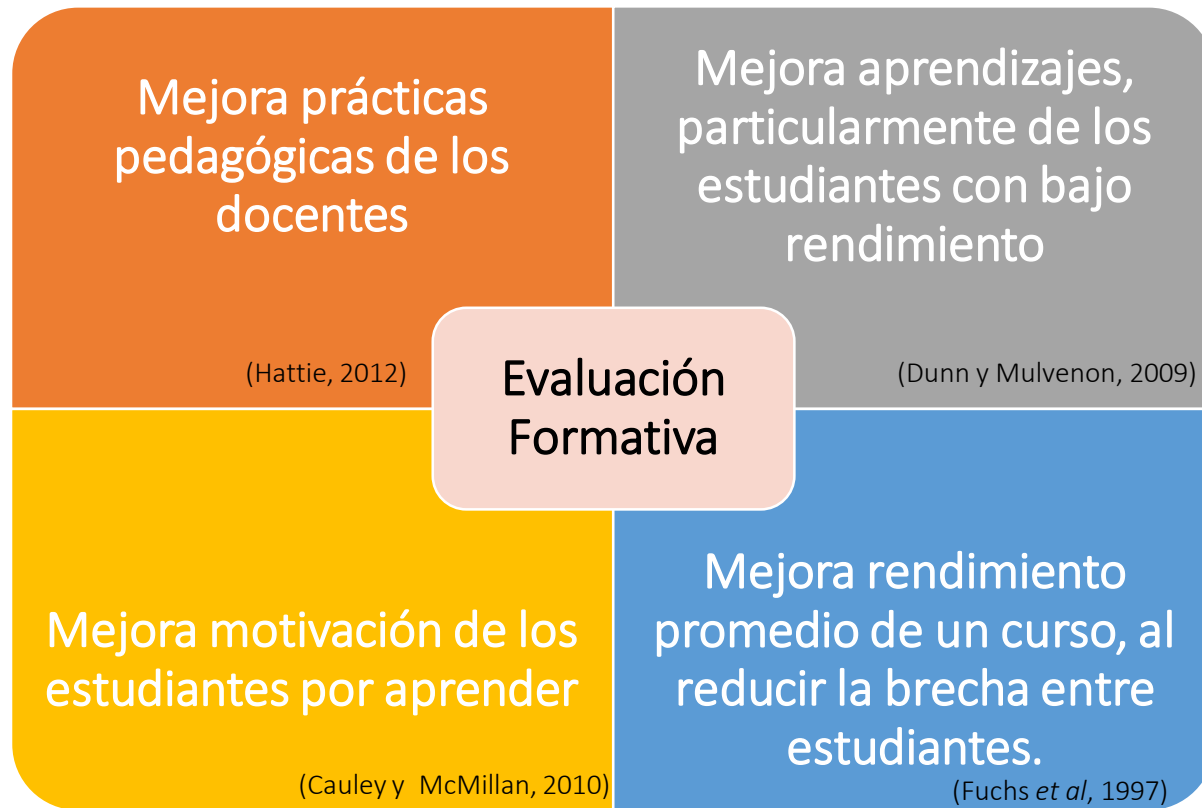 Mejora prácticas
pedagógicas de los
docentes
(Hattie, 2012)
Mejora aprendizajes,
particularmente de los
estudiantes con bajo
rendimiento
(Dunn y Mulvenon, 2009)
Evaluación
Formativa
Mejora motivación de los
estudiantes por aprender
(Cauley y McMillan, 2010)
Mejora rendimiento
promedio de un curso, al
reducir la brecha entre
estudiantes.
(Fuchs et al, 1997)